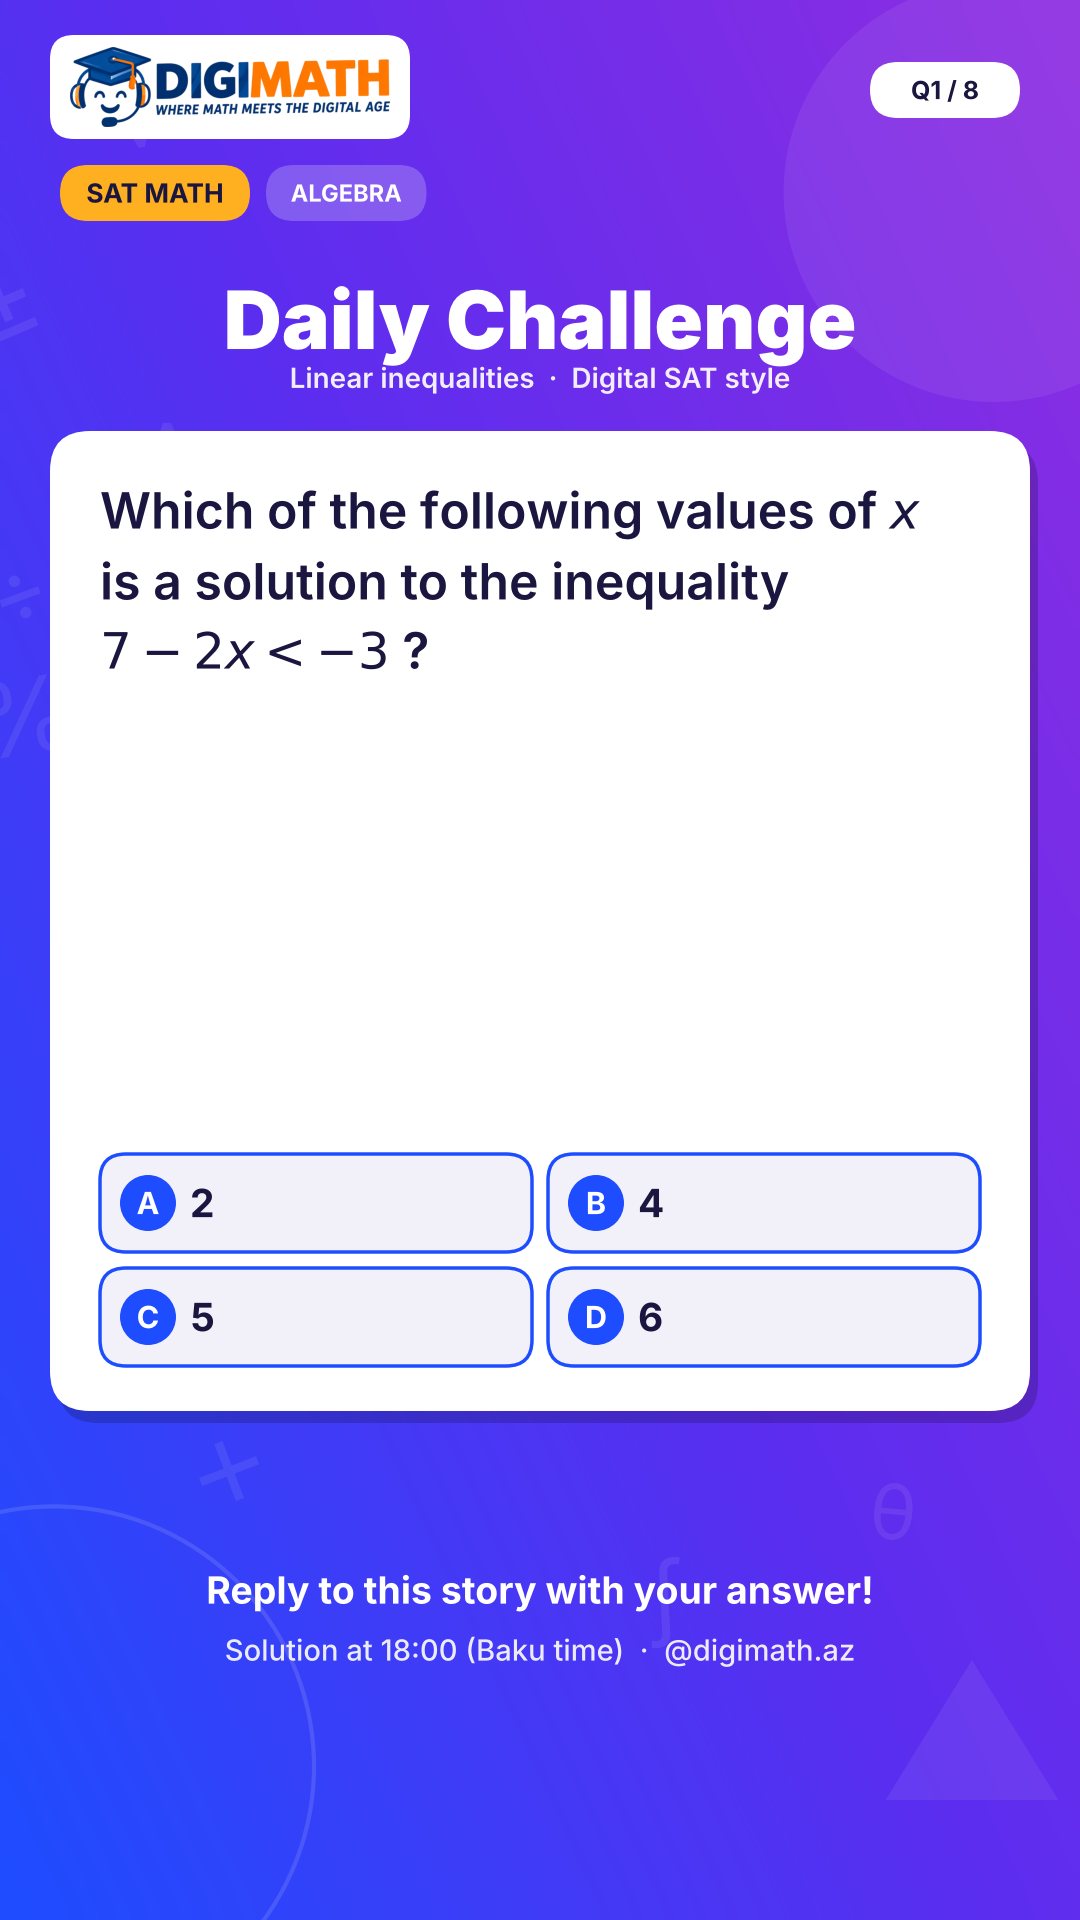 DIGIMATH
WHERE MATH MEETS THE DIGITAL AGE
Q1 / 8
SAT MATH
ALGEBRA
Daily Challenge
Linear inequalities · Digital SAT style
Which of the following values of x
is a solution to the inequality
7 − 2x < −3 ?
A 2
B 4
C 5
D 6
Reply to this story with your answer!
Solution at 18:00 (Baku time) · @digimath.az
±
÷
%
+
θ
∫